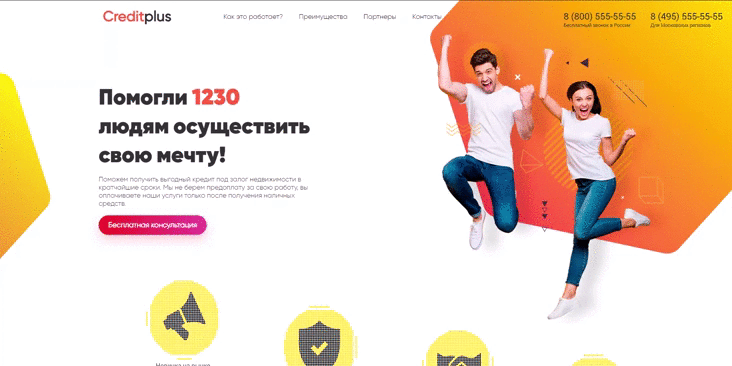 Creditplus
Как это работает? Преимущества Партнеры Контакты
8 (800) 555-55-55 8 (495) 555-55-55
Бесплатный звонок в России Для Московского региона
Помогли 1230
людям осуществить
свою мечту!
Поможем получить выгодный кредит под залог недвижимости в
кратчайшие сроки. Мы не берем предоплату за свою работу, вы
оплачиваете наши услуги только после получения наличных
средств.
Бесплатная консультация